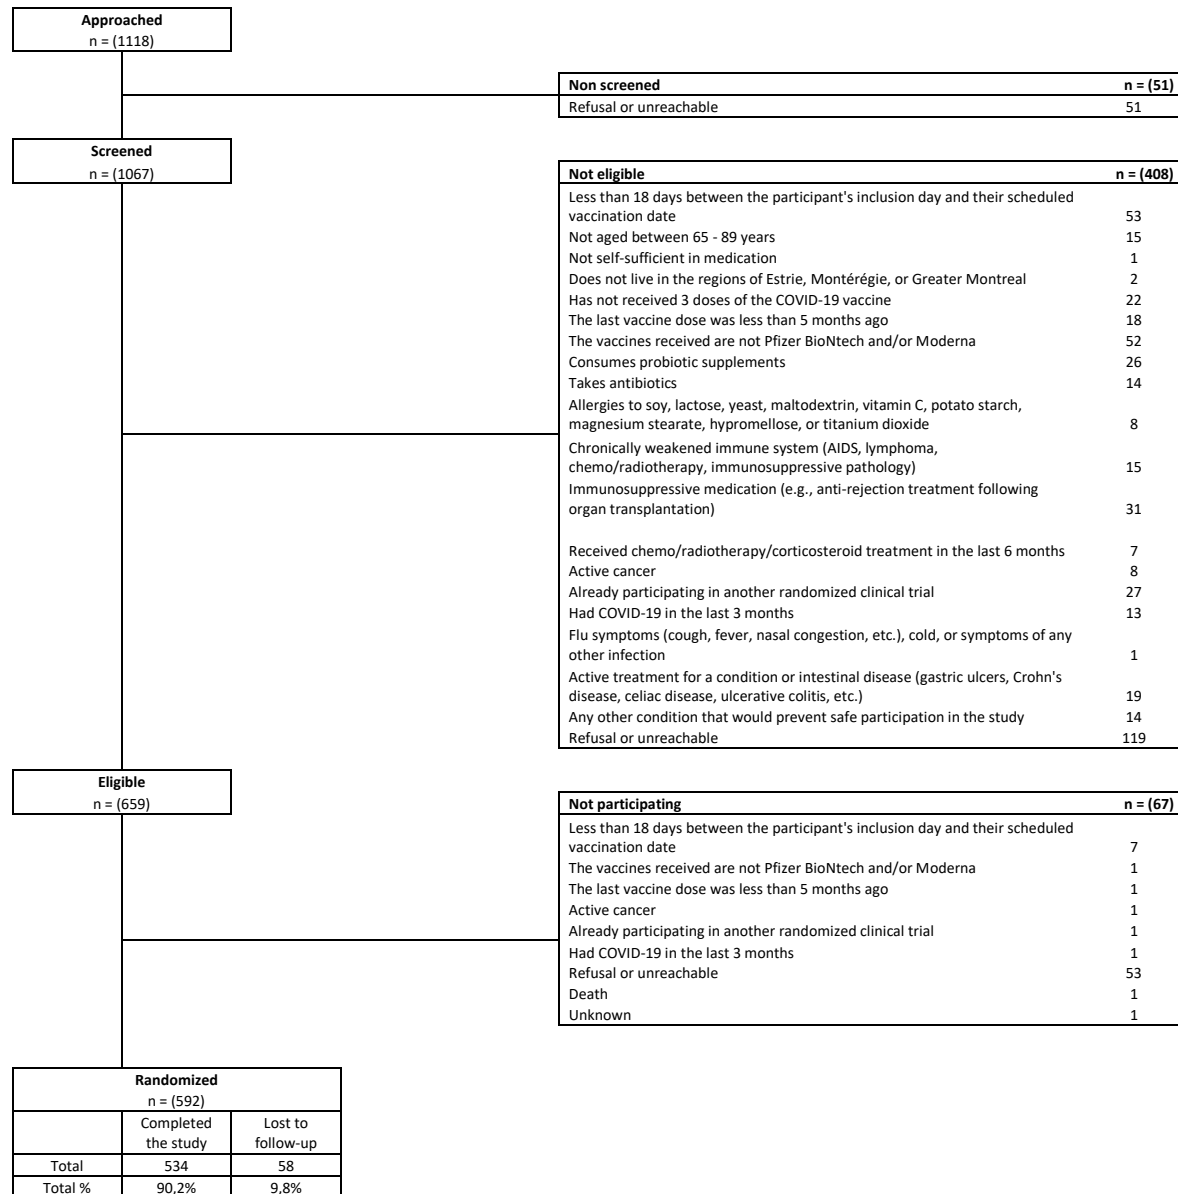 Approached
n = (1118)
Non screened n = (51)
Refusal or unreachable 51
Screened
n = (1067)
Not eligible n = (408)
Less than 18 days between the participant's inclusion day and their scheduled
vaccination date 53
Not aged between 65 - 89 years 15
Not self-sufficient in medication 1
Does not live in the regions of Estrie, Montérégie, or Greater Montreal 2
Has not received 3 doses of the COVID-19 vaccine 22
The last vaccine dose was less than 5 months ago 18
The vaccines received are not Pfizer BioNtech and/or Moderna 52
Consumes probiotic supplements 26
Takes antibiotics 14
Allergies to soy, lactose, yeast, maltodextrin, vitamin C, potato starch,
magnesium stearate, hypromellose, or titanium dioxide 8
Chronically weakened immune system (AIDS, lymphoma,
chemo/radiotherapy, immunosuppressive pathology) 15
Immunosuppressive medication (e.g., anti-rejection treatment following
organ transplantation) 31
Received chemo/radiotherapy/corticosteroid treatment in the last 6 months 7
Active cancer 8
Already participating in another randomized clinical trial 27
Had COVID-19 in the last 3 months 13
Flu symptoms (cough, fever, nasal congestion, etc.), cold, or symptoms of any
other infection 1
Active treatment for a condition or intestinal disease (gastric ulcers, Crohn's
disease, celiac disease, ulcerative colitis, etc.) 19
Any other condition that would prevent safe participation in the study 14
Refusal or unreachable 119
Eligible
n = (659)
Not participating n = (67)
Less than 18 days between the participant's inclusion day and their scheduled
vaccination date 7
The vaccines received are not Pfizer BioNtech and/or Moderna 1
The last vaccine dose was less than 5 months ago 1
Active cancer 1
Already participating in another randomized clinical trial 1
Had COVID-19 in the last 3 months 1
Refusal or unreachable 53
Death 1
Unknown 1
Randomized
n = (592)
Completed Lost to
the study follow-up
Total 534 58
Total % 90,2% 9,8%